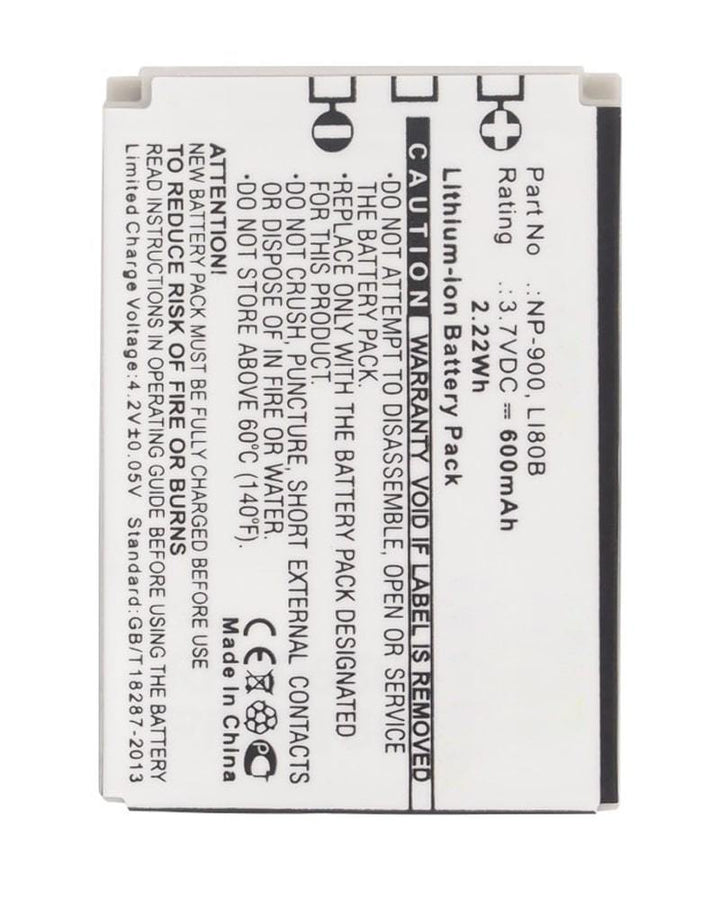 Part No .:NP-900, LI80B
Rating .:3.7VDC ⎓ 600mAh
2.22Wh
Lithium-ion Battery Pack
CAUTION WARRANTY VOID IF LABEL IS REMOVED
·DO NOT ATTEMPT TO DISASSEMBLE, OPEN OR SERVICE
THE BATTERY PACK.
·REPLACE ONLY WITH THE BATTERY PACK DESIGNATED
FOR THIS PRODUCT.
·DO NOT CRUSH, PUNCTURE, SHORT EXTERNAL CONTACTS
OR DISPOSE OF IN FIRE OR WATER.
·DO NOT STORE ABOVE 60°C (140°F).
ATTENTION!
NEW BATTERY PACK MUST BE FULLY CHARGED BEFORE USE
TO REDUCE RISK OF FIRE OR BURNS
READ INSTRUCTIONS IN OPERATING GUIDE BEFORE USING THE BATTERY
Limited Charge Voltage:4.2V±0.05V Standard:GB/T18287-2013
CE PC
Made In China